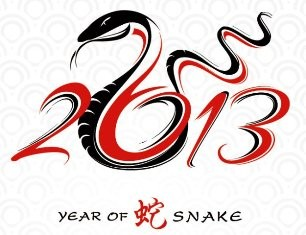 2013
YEAR OF 蛇 SNAKE